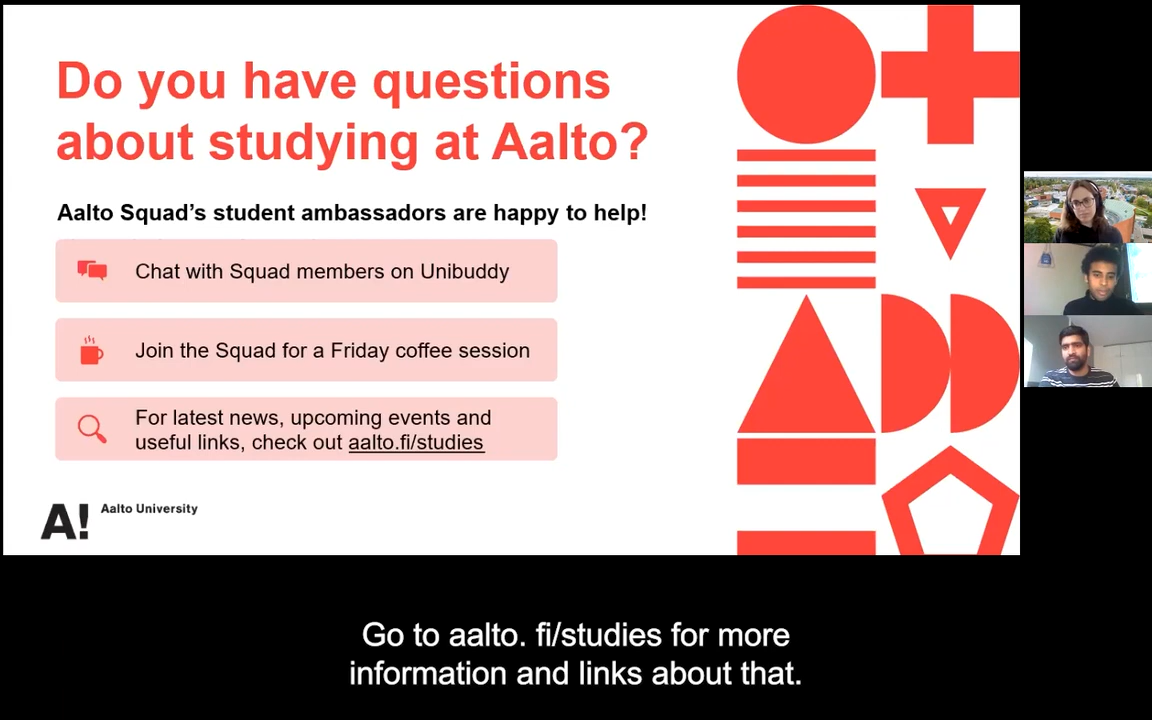 Do you have questions
about studying at Aalto?
Aalto Squad's student ambassadors are happy to help!
Chat with Squad members on Unibuddy
Join the Squad for a Friday coffee session
For latest news, upcoming events and
useful links, check out aalto.fi/studies
A! Aalto University
Go to aalto. fi/studies for more
information and links about that.